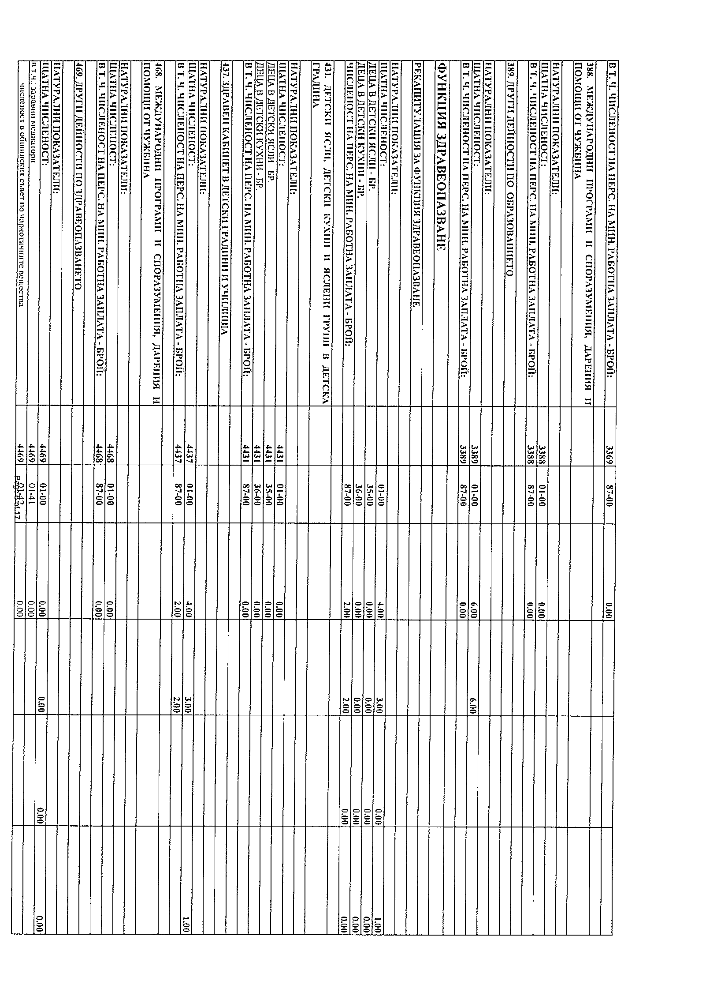 В Т. Ч. ЧИСЛЕНОСТ НА ПЕРС. НА МИН. РАБОТНА ЗАПЛАТА - БРОЙ: 3369 87-00 0.00
388. МЕЖДУНАРОДНИ ПРОГРАМИ И СПОРАЗУМЕНИЯ, ДАРЕНИЯ И
ПОМОЩИ ОТ ЧУЖБИНА
НАТУРАЛНИ ПОКАЗАТЕЛИ:
ЩАТНА ЧИСЛЕНОСТ: 3388 01-00 0.00
В Т. Ч. ЧИСЛЕНОСТ НА ПЕРС. НА МИН. РАБОТНА ЗАПЛАТА - БРОЙ: 3388 87-00 0.00
389. ДРУГИ ДЕЙНОСТИ ПО ОБРАЗОВАНИЕТО
НАТУРАЛНИ ПОКАЗАТЕЛИ:
ЩАТНА ЧИСЛЕНОСТ: 3389 01-00 6.00 6.00
В Т. Ч. ЧИСЛЕНОСТ НА ПЕРС. НА МИН. РАБОТНА ЗАПЛАТА - БРОЙ: 3389 87-00 0.00
ФУНКЦИЯ ЗДРАВЕОПАЗВАНЕ
РЕКАПИТУЛАЦИЯ ЗА ФУНКЦИЯ ЗДРАВЕОПАЗВАНЕ
НАТУРАЛНИ ПОКАЗАТЕЛИ:
ЩАТНА ЧИСЛЕНОСТ: 01-00 4.00 3.00 0.00 1.00
ДЕЦА В ДЕТСКИ ЯСЛИ - БР. 35-00 0.00 0.00 0.00 0.00
ДЕЦА В ДЕТСКИ КУХНИ - БР. 36-00 0.00 0.00 0.00 0.00
ЧИСЛЕНОСТ НА ПЕРС. НА МИН. РАБОТНА ЗАПЛАТА - БРОЙ: 87-00 2.00 2.00 0.00 0.00
431. ДЕТСКИ ЯСЛИ, ДЕТСКИ КУХНИ И ЯСЛЕНИ ГРУПИ В ДЕТСКА
ГРАДИНА
НАТУРАЛНИ ПОКАЗАТЕЛИ:
ЩАТНА ЧИСЛЕНОСТ: 4431 01-00 0.00
ДЕЦА В ДЕТСКИ ЯСЛИ - БР. 4431 35-00 0.00
ДЕЦА В ДЕТСКИ КУХНИ - БР. 4431 36-00 0.00
В Т. Ч. ЧИСЛЕНОСТ НА ПЕРС. НА МИН. РАБОТНА ЗАПЛАТА - БРОЙ: 4431 87-00 0.00
437. ЗДРАВЕН КАБИНЕТ В ДЕТСКИ ГРАДИНИ И УЧИЛИЩА
НАТУРАЛНИ ПОКАЗАТЕЛИ:
ЩАТНА ЧИСЛЕНОСТ: 4437 01-00 4.00 3.00 1.00
В Т. Ч. ЧИСЛЕНОСТ НА ПЕРС. НА МИН. РАБОТНА ЗАПЛАТА - БРОЙ: 4437 87-00 2.00 2.00
468. МЕЖДУНАРОДНИ ПРОГРАМИ И СПОРАЗУМЕНИЯ, ДАРЕНИЯ И
ПОМОЩИ ОТ ЧУЖБИНА
НАТУРАЛНИ ПОКАЗАТЕЛИ:
ЩАТНА ЧИСЛЕНОСТ: 4468 01-00 0.00
В Т. Ч. ЧИСЛЕНОСТ НА ПЕРС. НА МИН. РАБОТНА ЗАПЛАТА - БРОЙ: 4468 87-00 0.00
469. ДРУГИ ДЕЙНОСТИ ПО ЗДРАВЕОПАЗВАНЕТО
НАТУРАЛНИ ПОКАЗАТЕЛИ:
ЩАТНА ЧИСЛЕНОСТ: 4469 01-00 0.00 0.00 0.00 0.00
в т.ч.: здравни медиатори 4469 01-41 0.00
численост в общинския съвет по наркотичните вещества 4469 01-42 0.00
Page 8 of 17